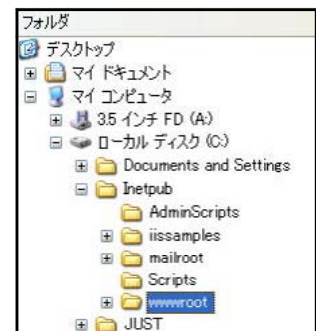 フォルダ
デスクトップ
マイ ドキュメント
マイ コンピュータ
3.5 インチ FD (A:)
ローカル ディスク (C:)
Documents and Settings
Inetpub
AdminScripts
iissamples
mailroot
Scripts
wwwroot
JUST